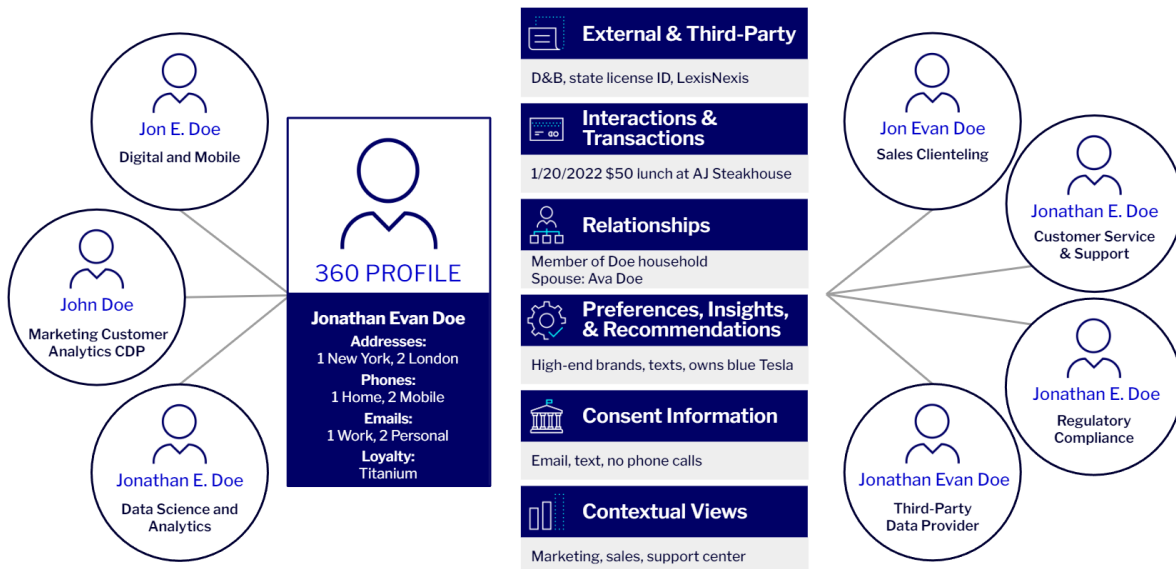 Jon E. Doe
Digital and Mobile
John Doe
Marketing Customer
Analytics CDP
Jonathan E. Doe
Data Science and
Analytics
360 PROFILE
Jonathan Evan Doe
Addresses:
1 New York, 2 London
Phones:
1 Home, 2 Mobile
Emails:
1 Work, 2 Personal
Loyalty:
Titanium
External & Third-Party
D&B, state license ID, LexisNexis
Interactions &
Transactions
1/20/2022 $50 lunch at AJ Steakhouse
Relationships
Member of Doe household
Spouse: Ava Doe
Preferences, Insights,
& Recommendations
High-end brands, texts, owns blue Tesla
Consent Information
Email, text, no phone calls
Contextual Views
Marketing, sales, support center
Jon Evan Doe
Sales Clienteling
Jonathan E. Doe
Customer Service
& Support
Jonathan E. Doe
Regulatory
Compliance
Jonathan Evan Doe
Third-Party
Data Provider